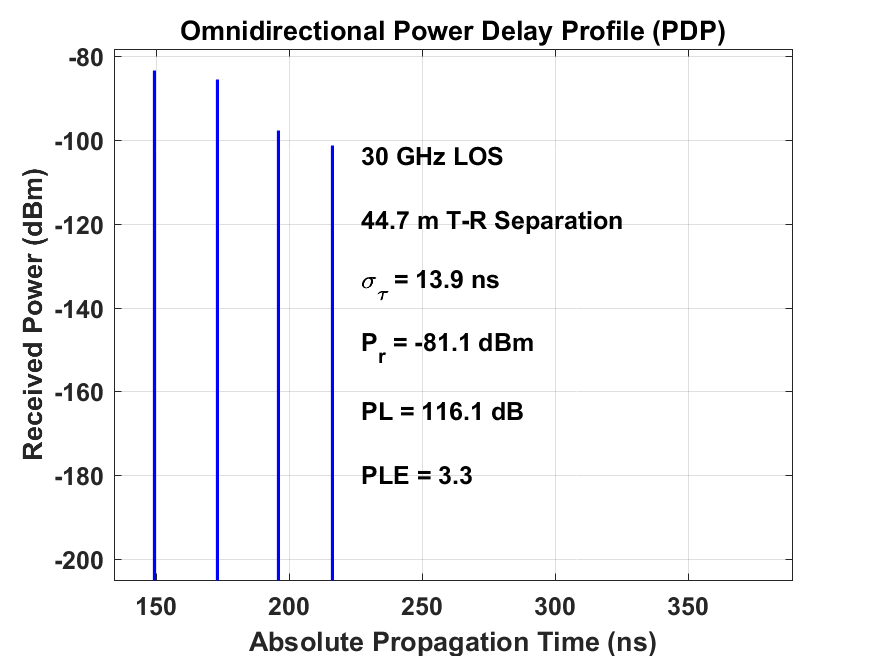 Omnidirectional Power Delay Profile (PDP)
Received Power (dBm)
-80
-100
-120
-140
-160
-180
-200
30 GHz LOS
44.7 m T-R Separation
σ_τ = 13.9 ns
P_r = -81.1 dBm
PL = 116.1 dB
PLE = 3.3
150 200 250 300 350
Absolute Propagation Time (ns)